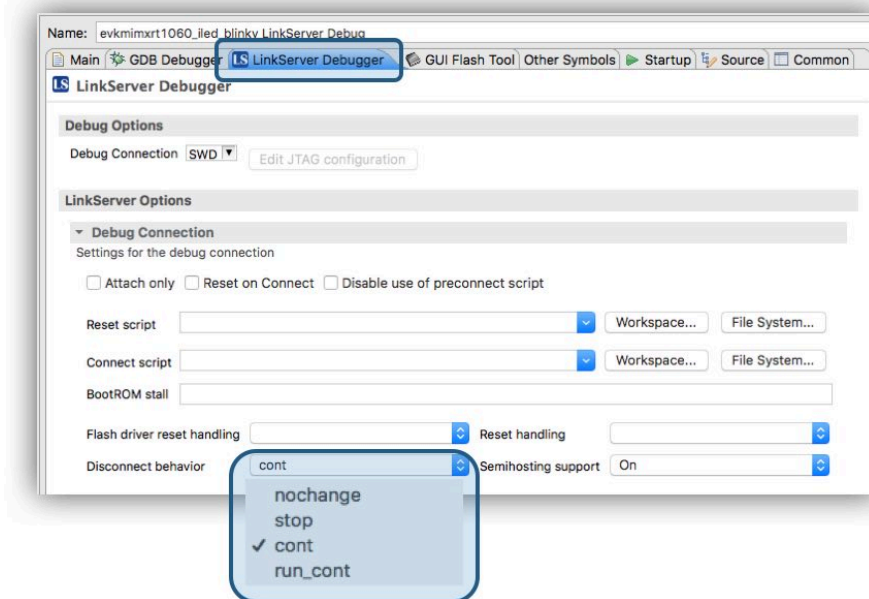 Name: evkmimxrt1060_iled_blinky LinkServer Debug
Main GDB Debugger LS LinkServer Debugger GUI Flash Tool Other Symbols Startup Source Common
LS LinkServer Debugger
Debug Options
Debug Connection SWD Edit JTAG configuration
LinkServer Options
Debug Connection
Settings for the debug connection
Attach only Reset on Connect Disable use of preconnect script
Reset script Workspace... File System...
Connect script Workspace... File System...
BootROM stall
Flash driver reset handling Reset handling
Disconnect behavior cont Semihosting support On
nochange
stop
✓ cont
run_cont